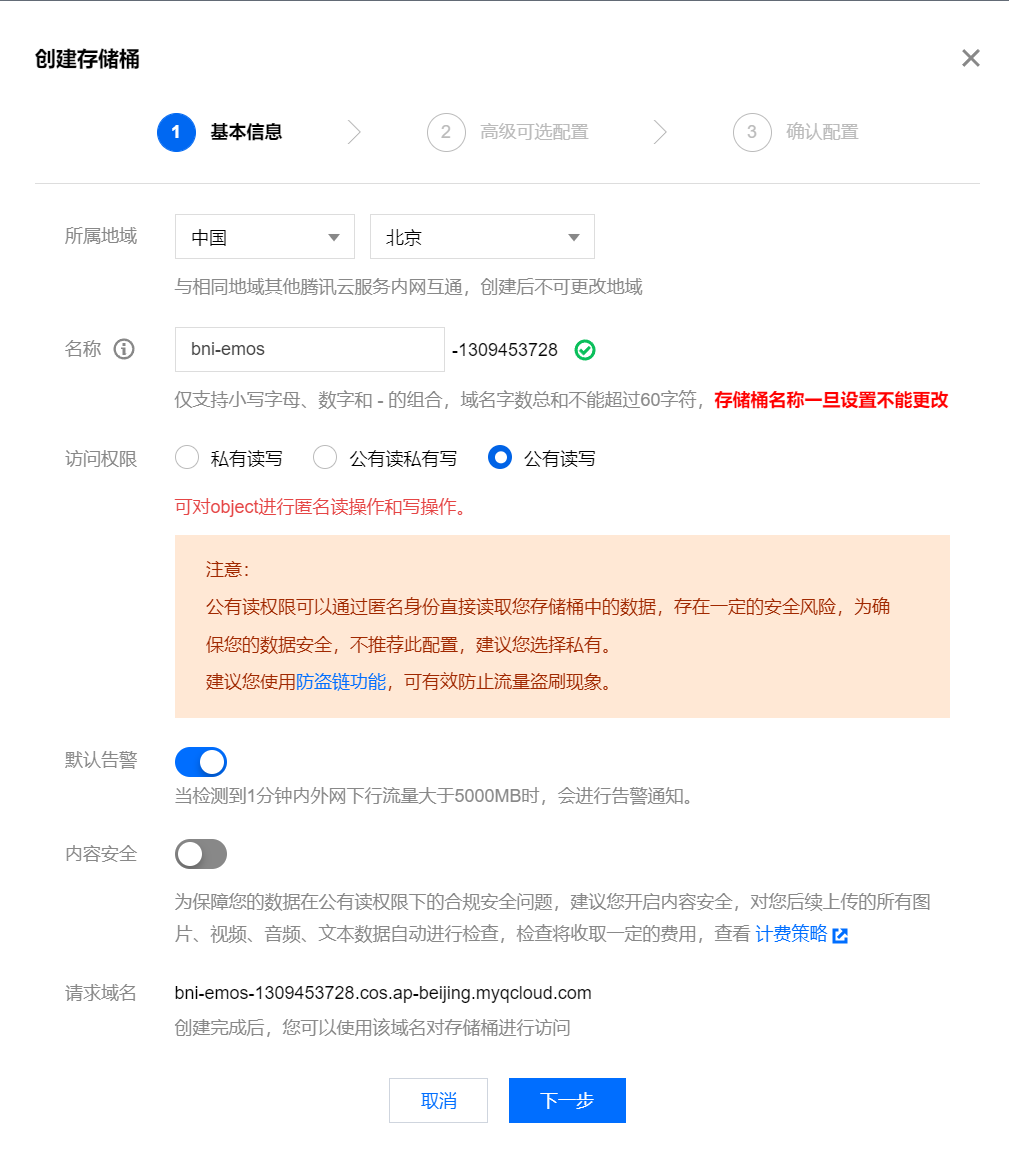 创建存储桶
1 基本信息 2 高级可选配置 3 确认配置
所属地域 中国 北京
与相同地域其他腾讯云服务内网互通，创建后不可更改地域
名称 bni-emos -1309453728
仅支持小写字母、数字和 - 的组合，域名字数总和不能超过60字符，存储桶名称一旦设置不能更改
访问权限 私有读写 公有读私有写 公有读写
可对object进行匿名读操作和写操作。
注意：
公有读权限可以通过匿名身份直接读取您存储桶中的数据，存在一定的安全风险，为确
保您的数据安全，不推荐此配置，建议您选择私有。
建议您使用防盗链功能，可有效防止流量盗刷现象。
默认告警
当检测到1分钟内外网下行流量大于5000MB时，会进行告警通知。
内容安全
为保障您的数据在公有读权限下的合规安全问题，建议您开启内容安全，对您后续上传的所有图
片、视频、音频、文本数据自动进行检查，检查将收取一定的费用，查看 计费策略
请求域名 bni-emos-1309453728.cos.ap-beijing.myqcloud.com
创建完成后，您可以使用该域名对存储桶进行访问
取消 下一步